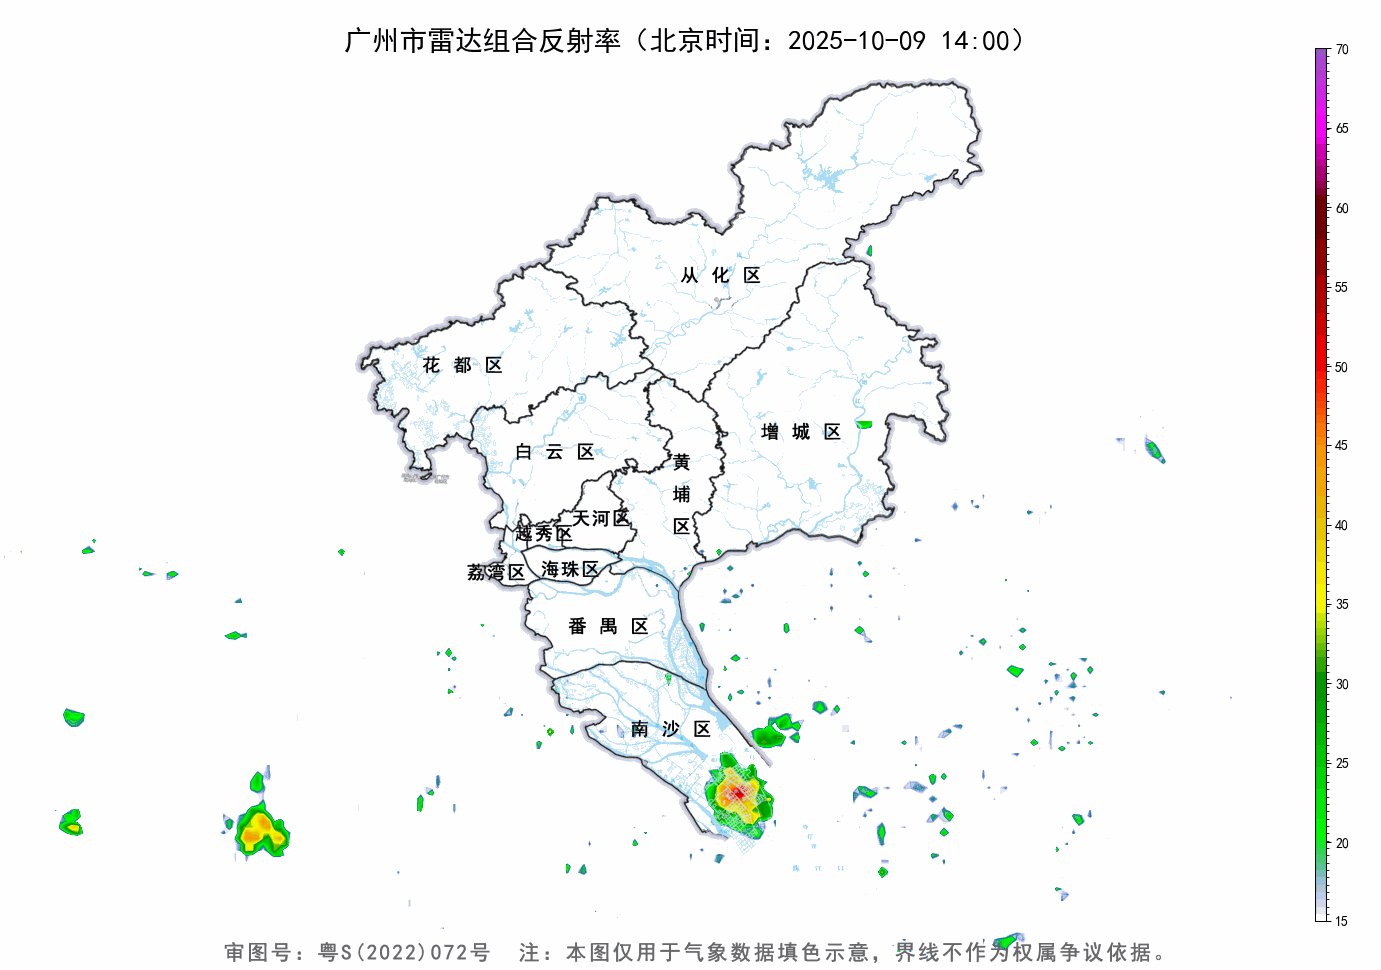 广州市雷达组合反射率（北京时间：2025-10-09 14:00）
70
65
60
55
50
45
40
35
30
25
20
15
从化区
花都区
增城区
白云区
黄埔区
天河区
越秀区
海珠区
荔湾区
番禺区
南沙区
审图号：粤S(2022)072号 注：本图仅用于气象数据填色示意，界线不作为权属争议依据。